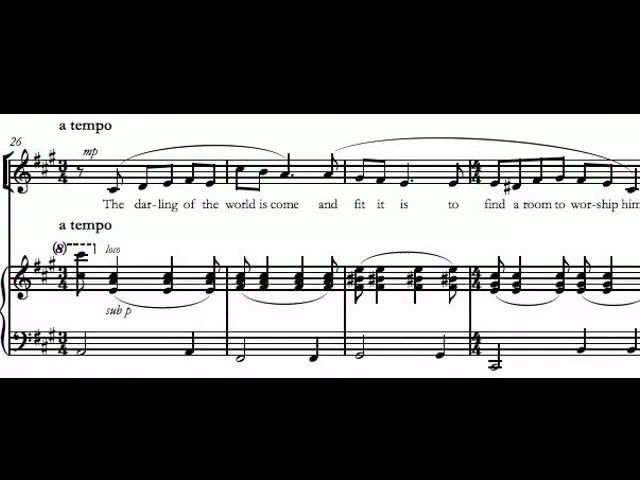 a tempo
26
mp
The dar-ling of the world is come and fit it is to find a room to wor-ship him
a tempo
(8) loco
sub p